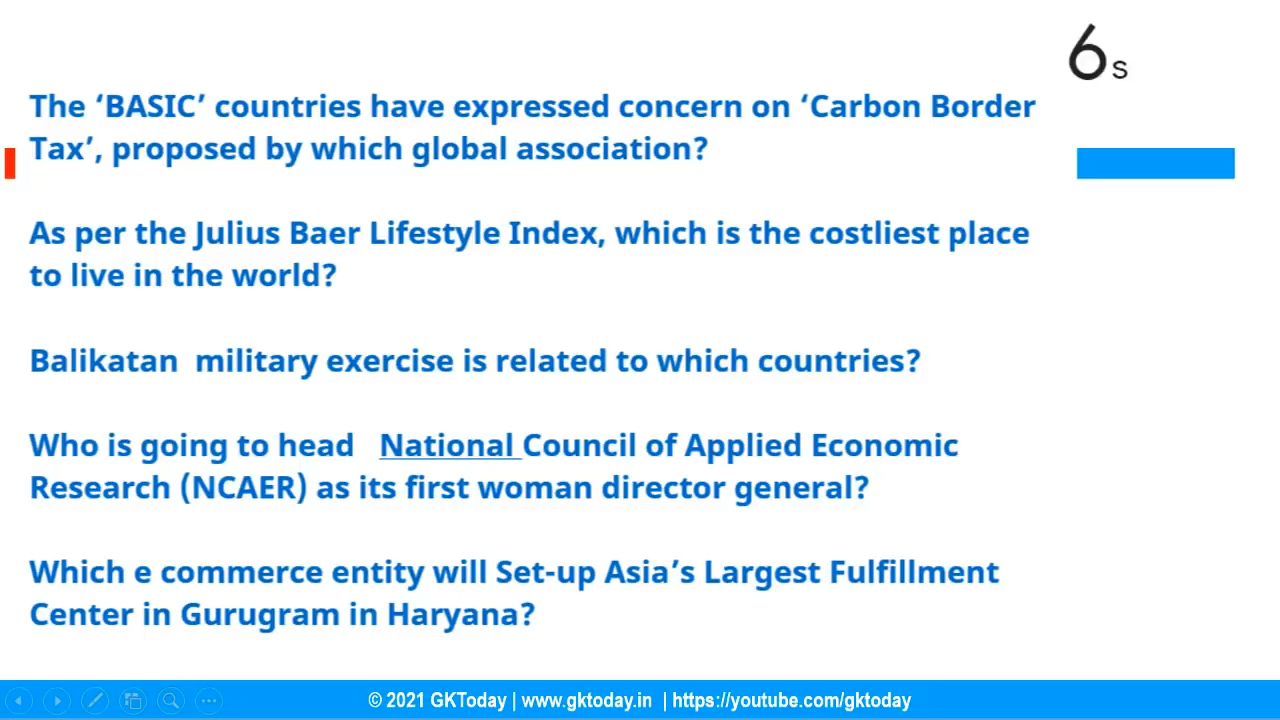 6s
The ‘BASIC’ countries have expressed concern on ‘Carbon Border
Tax’, proposed by which global association?
As per the Julius Baer Lifestyle Index, which is the costliest place
to live in the world?
Balikatan  military exercise is related to which countries?
Who is going to head   National Council of Applied Economic
Research (NCAER) as its first woman director general?
Which e commerce entity will Set-up Asia’s Largest Fulfillment
Center in Gurugram in Haryana?
© 2021 GKToday | www.gktoday.in  | https://youtube.com/gktoday